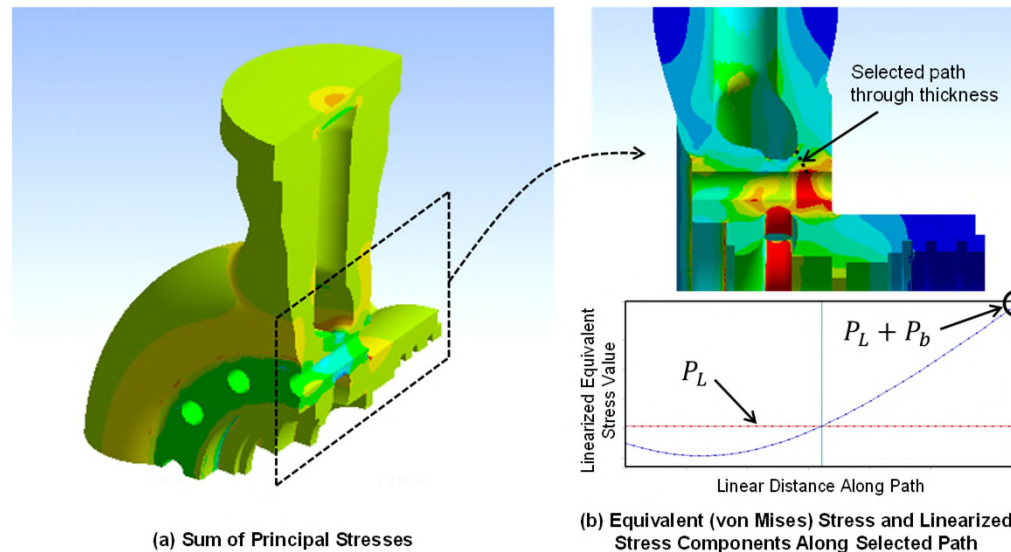 Selected path
through thickness
P_L + P_b
P_L
Linearized Equivalent
Stress Value
Linear Distance Along Path
(a) Sum of Principal Stresses
(b) Equivalent (von Mises) Stress and Linearized
Stress Components Along Selected Path